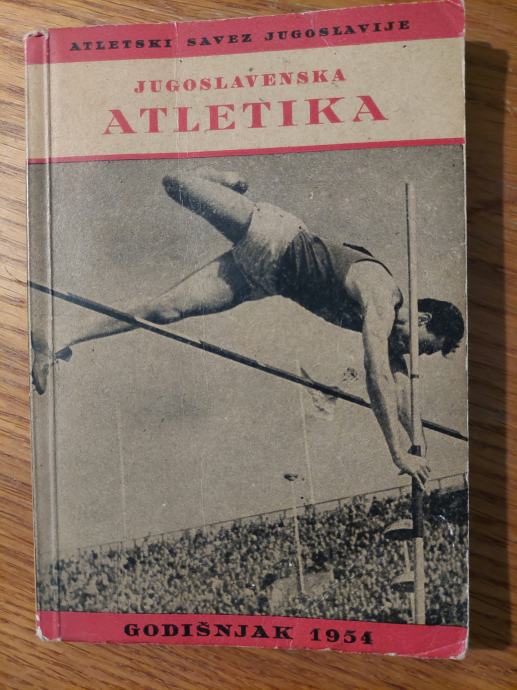 ATLETSKI SAVEZ JUGOSLAVIJE
JUGOSLAVENSKA
ATLETIKA
GODIŠNJAK 1954